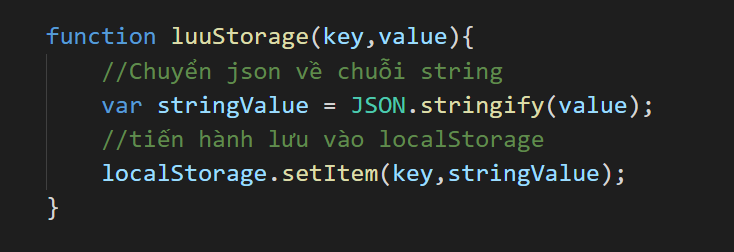 function luuStorage(key,value){
//Chuyển json về chuỗi string
var stringValue = JSON.stringify(value);
//tiến hành lưu vào localStorage
localStorage.setItem(key,stringValue);
}